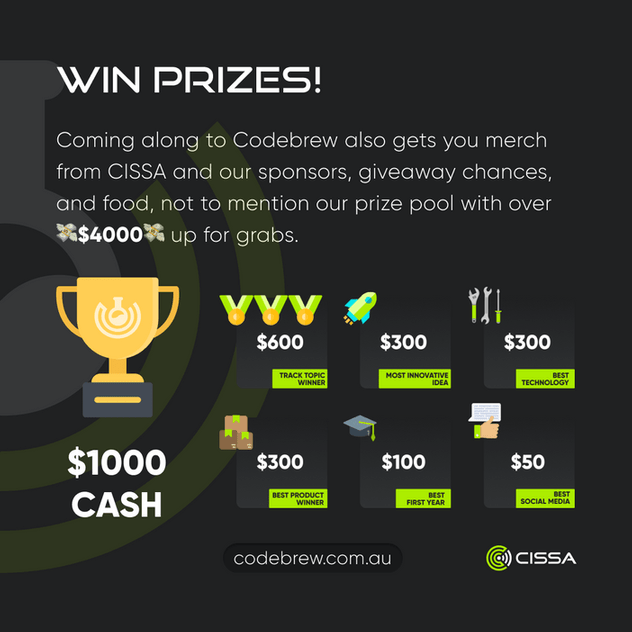 WIN PRIZES!
Coming along to Codebrew also gets you merch
from CISSA and our sponsors, giveaway chances,
and food, not to mention our prize pool with over
💸$4000💸 up for grabs.
$1000
CASH
$600
TRACK TOPIC
WINNER
$300
MOST INNOVATIVE
IDEA
$300
BEST
TECHNOLOGY
$300
BEST PRODUCT
WINNER
$100
BEST
FIRST YEAR
$50
BEST
SOCIAL MEDIA
codebrew.com.au
CISSA